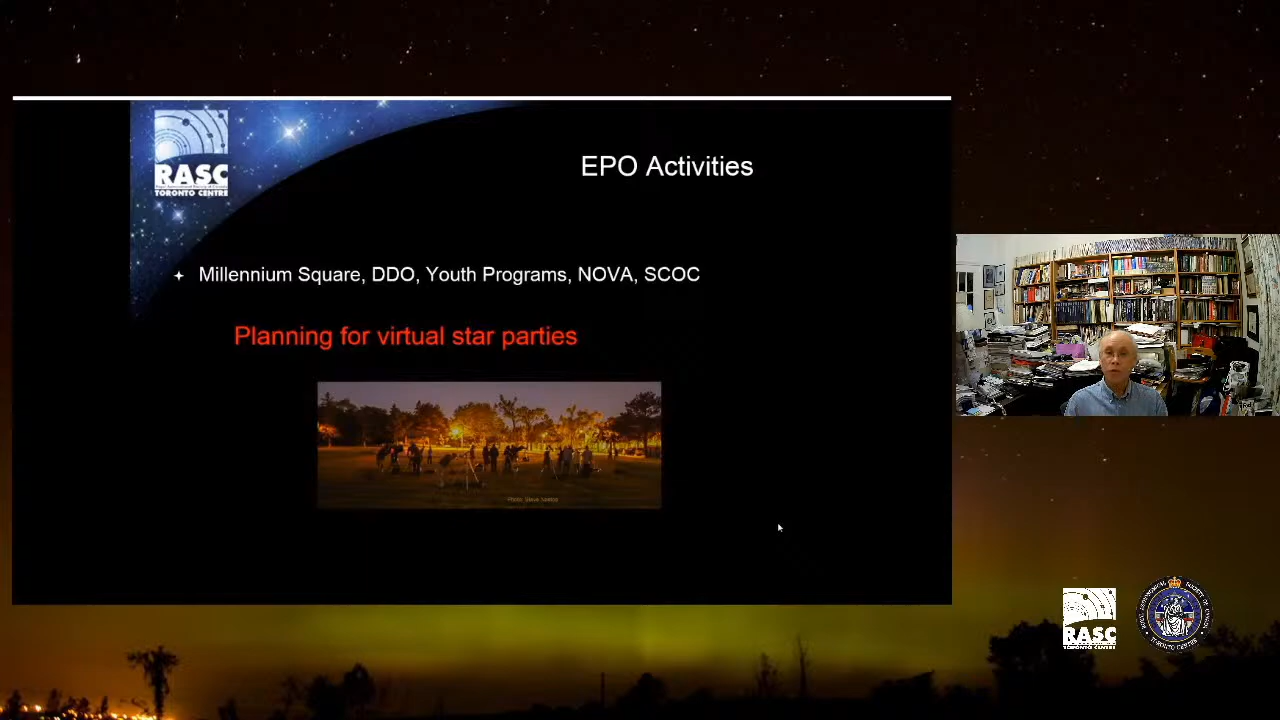 RASC
TORONTO CENTRE
EPO Activities
Millennium Square, DDO, Youth Programs, NOVA, SCOC
Planning for virtual star parties
RASC
TORONTO CENTRE